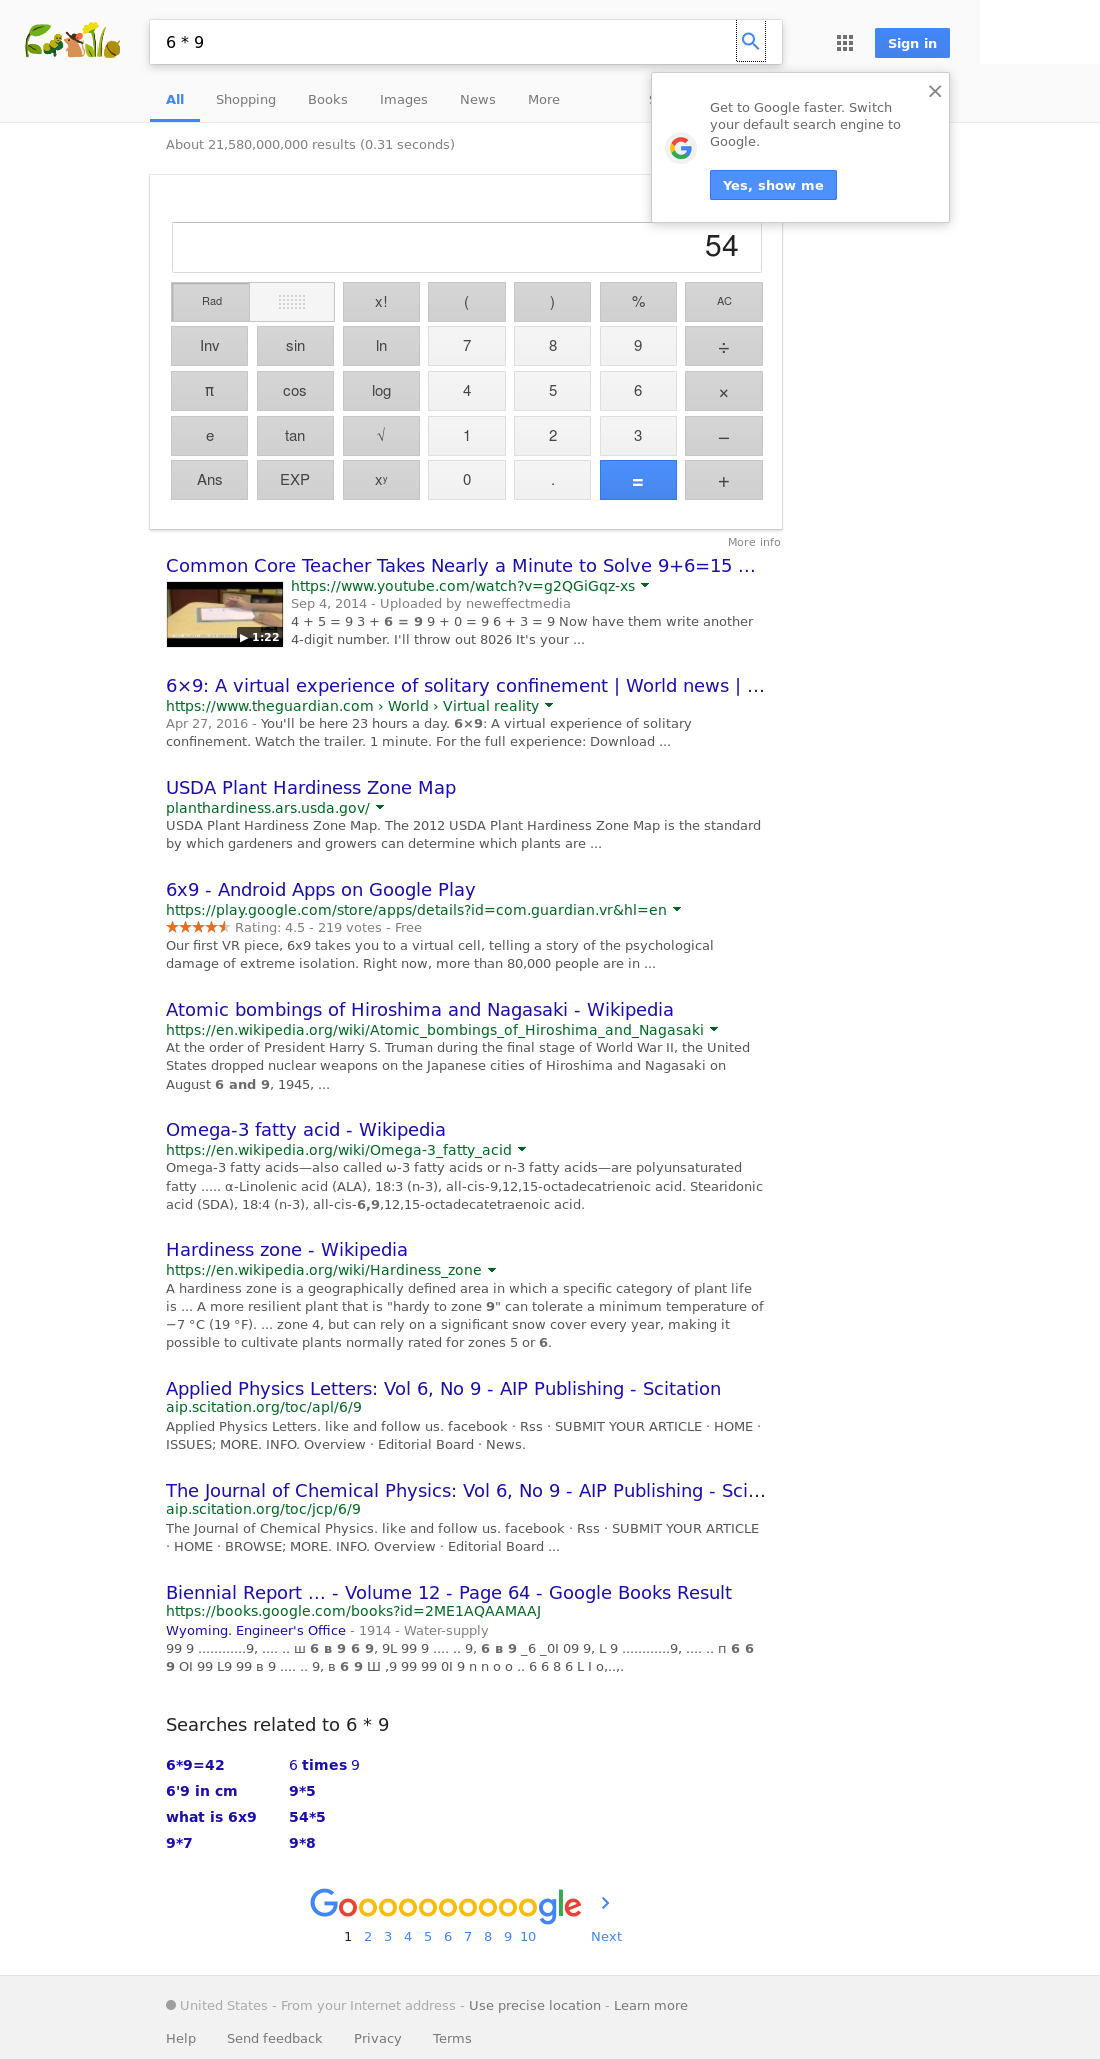 6 * 9
Sign in
All Shopping Books Images News More
Get to Google faster. Switch
your default search engine to
Google.
Yes, show me
About 21,580,000,000 results (0.31 seconds)
54
Rad x! ( ) % AC
Inv sin ln 7 8 9 ÷
π cos log 4 5 6 ×
e tan √ 1 2 3 −
Ans EXP xʸ 0 . = +
More info
Common Core Teacher Takes Nearly a Minute to Solve 9+6=15 ...
https://www.youtube.com/watch?v=g2QGiGqz-xs
Sep 4, 2014 - Uploaded by neweffectmedia
4 + 5 = 9 3 + 6 = 9 9 + 0 = 9 6 + 3 = 9 Now have them write another
4-digit number. I'll throw out 8026 It's your ...
▶ 1:22
6×9: A virtual experience of solitary confinement | World news | ...
https://www.theguardian.com › World › Virtual reality
Apr 27, 2016 - You'll be here 23 hours a day. 6×9: A virtual experience of solitary
confinement. Watch the trailer. 1 minute. For the full experience: Download ...
USDA Plant Hardiness Zone Map
planthardiness.ars.usda.gov/
USDA Plant Hardiness Zone Map. The 2012 USDA Plant Hardiness Zone Map is the standard
by which gardeners and growers can determine which plants are ...
6x9 - Android Apps on Google Play
https://play.google.com/store/apps/details?id=com.guardian.vr&hl=en
Rating: 4.5 - 219 votes - Free
Our first VR piece, 6x9 takes you to a virtual cell, telling a story of the psychological
damage of extreme isolation. Right now, more than 80,000 people are in ...
Atomic bombings of Hiroshima and Nagasaki - Wikipedia
https://en.wikipedia.org/wiki/Atomic_bombings_of_Hiroshima_and_Nagasaki
At the order of President Harry S. Truman during the final stage of World War II, the United
States dropped nuclear weapons on the Japanese cities of Hiroshima and Nagasaki on
August 6 and 9, 1945, ...
Omega-3 fatty acid - Wikipedia
https://en.wikipedia.org/wiki/Omega-3_fatty_acid
Omega-3 fatty acids—also called ω-3 fatty acids or n-3 fatty acids—are polyunsaturated
fatty ..... α-Linolenic acid (ALA), 18:3 (n-3), all-cis-9,12,15-octadecatrienoic acid. Stearidonic
acid (SDA), 18:4 (n-3), all-cis-6,9,12,15-octadecatetraenoic acid.
Hardiness zone - Wikipedia
https://en.wikipedia.org/wiki/Hardiness_zone
A hardiness zone is a geographically defined area in which a specific category of plant life
is ... A more resilient plant that is "hardy to zone 9" can tolerate a minimum temperature of
−7 °C (19 °F). ... zone 4, but can rely on a significant snow cover every year, making it
possible to cultivate plants normally rated for zones 5 or 6.
Applied Physics Letters: Vol 6, No 9 - AIP Publishing - Scitation
aip.scitation.org/toc/apl/6/9
Applied Physics Letters. like and follow us. facebook · Rss · SUBMIT YOUR ARTICLE · HOME ·
ISSUES; MORE. INFO. Overview · Editorial Board · News.
The Journal of Chemical Physics: Vol 6, No 9 - AIP Publishing - Sci...
aip.scitation.org/toc/jcp/6/9
The Journal of Chemical Physics. like and follow us. facebook · Rss · SUBMIT YOUR ARTICLE
· HOME · BROWSE; MORE. INFO. Overview · Editorial Board ...
Biennial Report ... - Volume 12 - Page 64 - Google Books Result
https://books.google.com/books?id=2ME1AQAAMAAJ
Wyoming. Engineer's Office - 1914 - Water-supply
99 9 ............9, .... .. ш 6 в 9 6 9, 9L 99 9 .... .. 9, 6 в 9 _6 _0I 09 9, L 9 ............9, .... .. п 6 6
9 OI 99 L9 99 в 9 .... .. 9, в 6 9 Ш ,9 99 99 0I 9 n n o o .. 6 6 8 6 L I o,..,.
Searches related to 6 * 9
6*9=42 6 times 9
6'9 in cm 9*5
what is 6x9 54*5
9*7 9*8
Goooooooooogle
1 2 3 4 5 6 7 8 9 10 Next
United States - From your Internet address - Use precise location - Learn more
Help Send feedback Privacy Terms